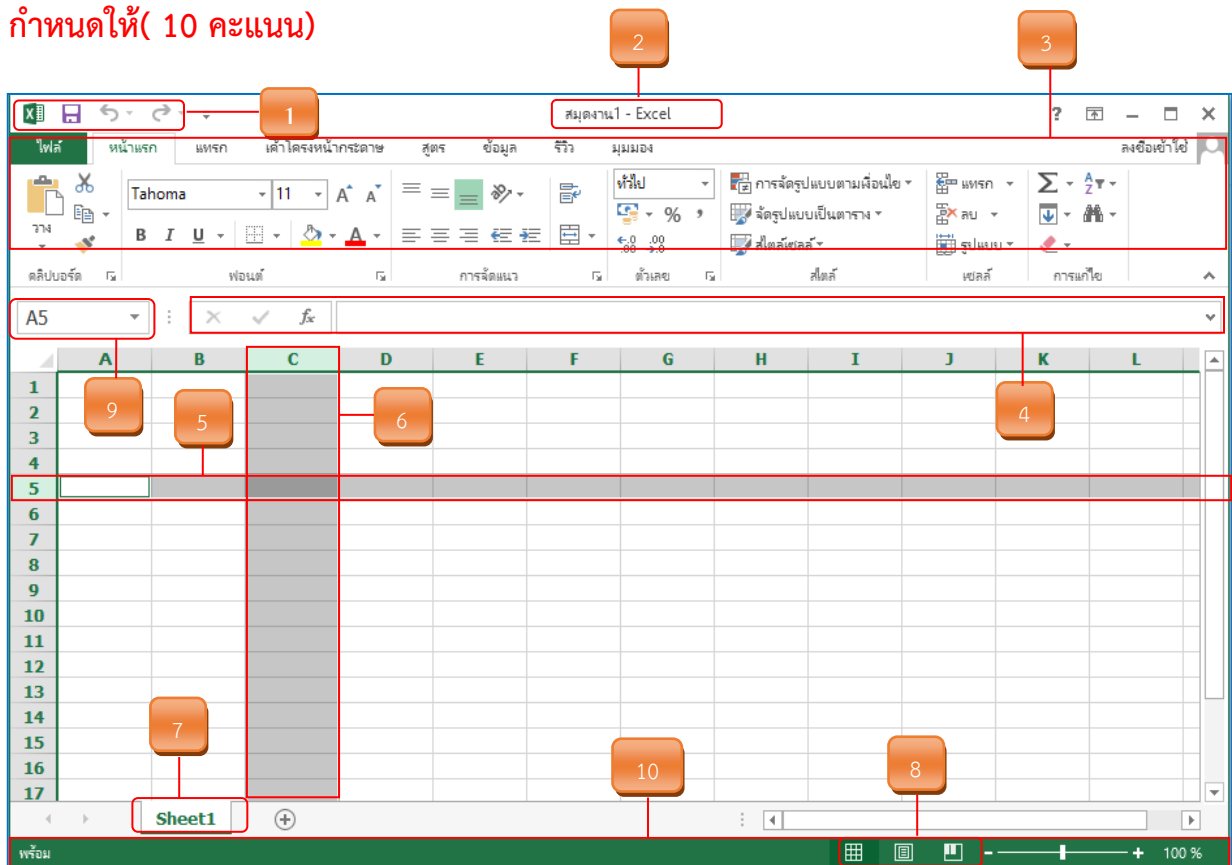 กำหนดให้( 10 คะแนน)
2
3
1
สมุดงาน1 - Excel
?
ไฟล์ หน้าแรก แทรก เค้าโครงหน้ากระดาษ สูตร ข้อมูล รีวิว มุมมอง ลงชื่อเข้าใช้
วาง
Tahoma 11 A A
ทั่วไป
การจัดรูปแบบตามเงื่อนไข
แทรก
B I U A
% ,
จัดรูปแบบเป็นตาราง
ลบ
.0 .00
.00 .0
สไตล์เซลล์
รูปแบบ
คลิปบอร์ด ฟอนต์ การจัดแนว ตัวเลข สไตล์ เซลล์ การแก้ไข
A5 fx
A B C D E F G H I J K L
1
2
3
4
5
6
7
8
9
10
11
12
13
14
15
16
17
9
5
6
4
7
10
8
Sheet1
พร้อม 100 %